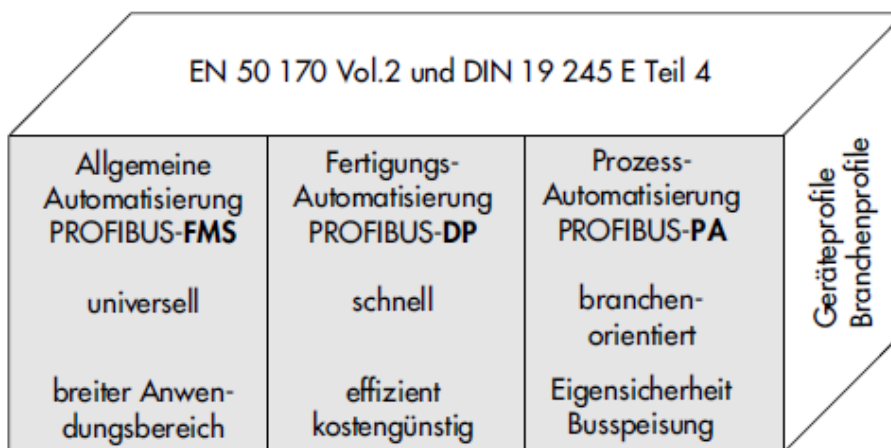 EN 50 170 Vol.2 und DIN 19 245 E Teil 4
Allgemeine
Automatisierung
PROFIBUS-FMS
universell
breiter Anwen-
dungsbereich
Fertigungs-
Automatisierung
PROFIBUS-DP
schnell
effizient
kostengünstig
Prozess-
Automatisierung
PROFIBUS-PA
branchen-
orientiert
Eigensicherheit
Busspeisung
Geräteprofile
Branchenprofile